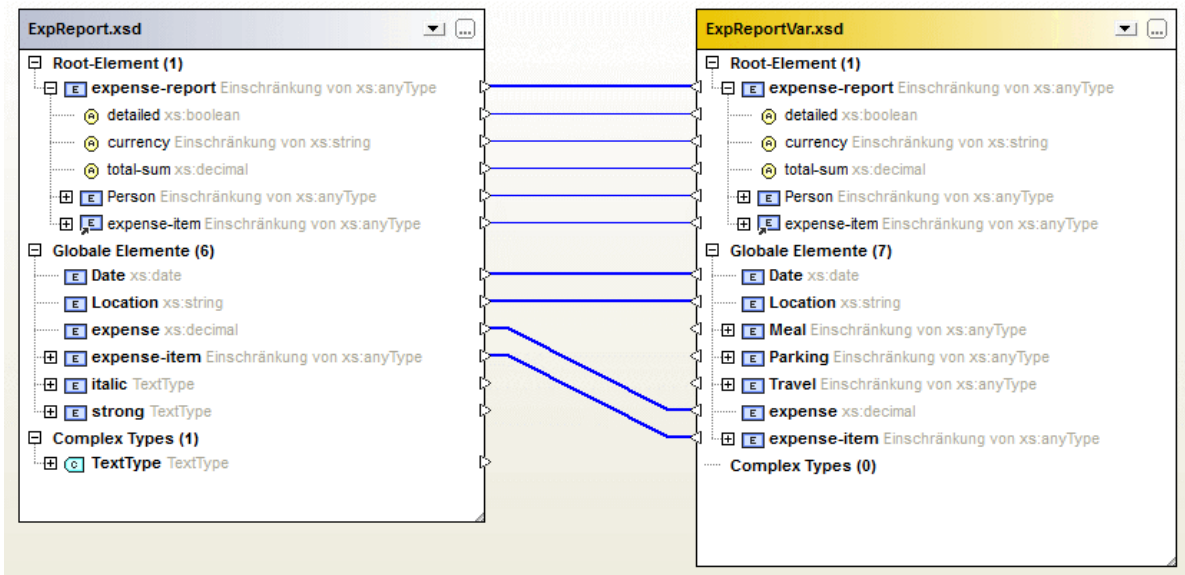 ExpReport.xsd
Root-Element (1)
E expense-report Einschränkung von xs:anyType
A detailed xs:boolean
A currency Einschränkung von xs:string
A total-sum xs:decimal
E Person Einschränkung von xs:anyType
E expense-item Einschränkung von xs:anyType
Globale Elemente (6)
E Date xs:date
E Location xs:string
E expense xs:decimal
E expense-item Einschränkung von xs:anyType
E italic TextType
E strong TextType
Complex Types (1)
C TextType TextType
ExpReportVar.xsd
Root-Element (1)
E expense-report Einschränkung von xs:anyType
A detailed xs:boolean
A currency Einschränkung von xs:string
A total-sum xs:decimal
E Person Einschränkung von xs:anyType
E expense-item Einschränkung von xs:anyType
Globale Elemente (7)
E Date xs:date
E Location xs:string
E Meal Einschränkung von xs:anyType
E Parking Einschränkung von xs:anyType
E Travel Einschränkung von xs:anyType
E expense xs:decimal
E expense-item Einschränkung von xs:anyType
Complex Types (0)